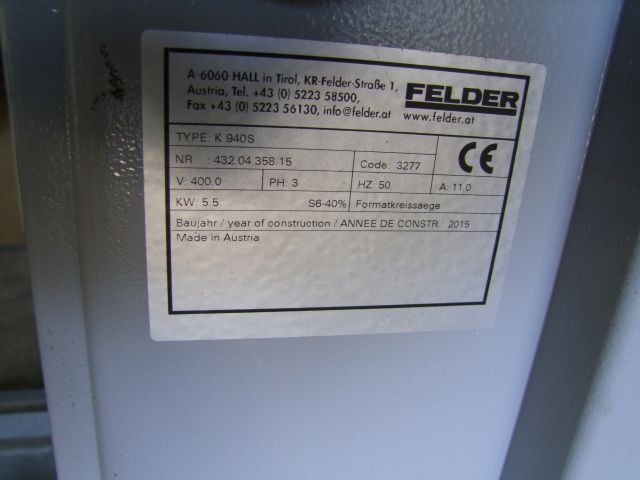 A-6060 HALL in Tirol, KR-Felder-Straße 1,
Austria, Tel. +43 (0) 5223 58500,
Fax +43 (0) 5223 56130, info@felder.at
FELDER
www.felder.at
TYPE: K 940S
NR. : 432.04.358.15 Code: 3277
CE
V: 400.0 PH: 3 HZ: 50 A: 11.0
KW: 5.5 S6-40% Formatkreissaege
Baujahr / year of construction / ANNEE DE CONSTR.: 2015
Made in Austria